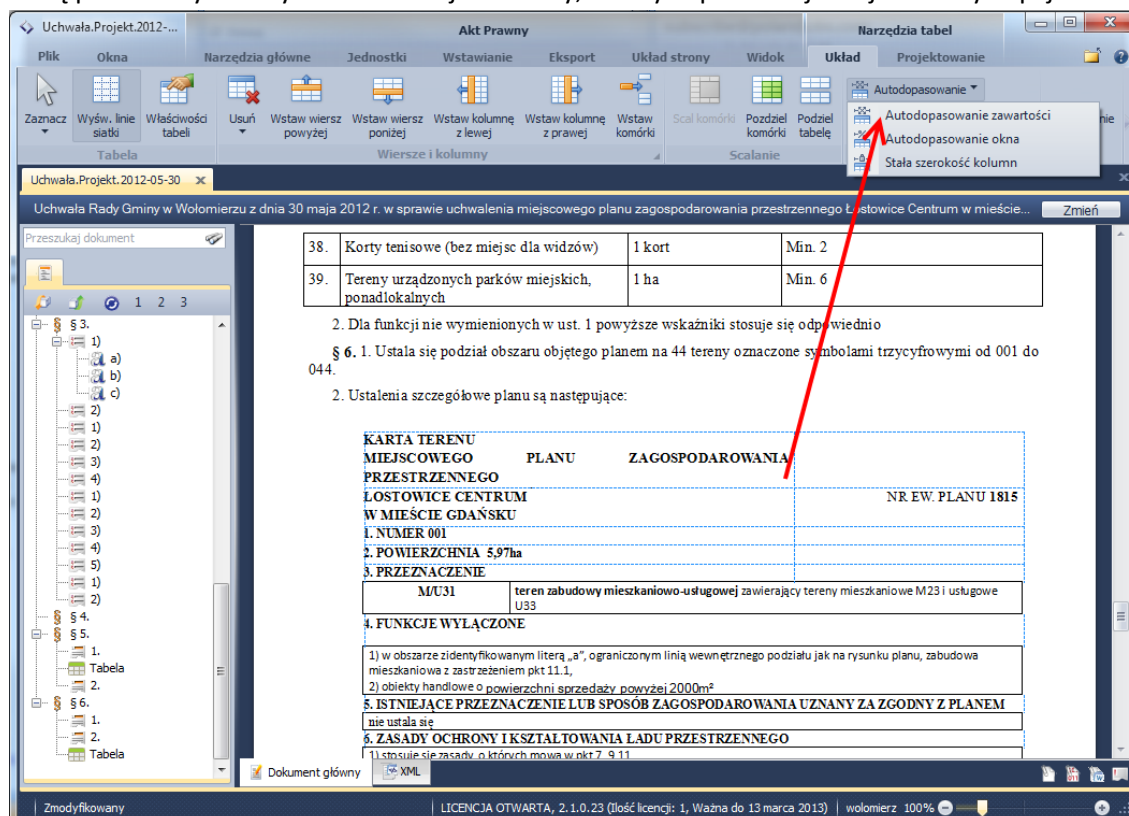 Uchwała.Projekt.2012-...
Akt Prawny
Narzędzia tabel
Plik Okna Narzędzia główne Jednostki Wstawianie Eksport Układ strony Widok Układ Projektowanie
Autodopasowanie
Zaznacz
Wyśw. linie siatki
Właściwości tabeli
Usuń
Wstaw wiersz powyżej
Wstaw wiersz poniżej
Wstaw kolumnę z lewej
Wstaw kolumnę z prawej
Wstaw komórki
Scal komórki
Pozdziel komórki
Podziel tabelę
Autodopasowanie zawartości
Autodopasowanie okna
Stała szerokość kolumn
Tabela
Wiersze i kolumny
Scalanie
Uchwała.Projekt.2012-05-30
Uchwała Rady Gminy w Wołomierzu z dnia 30 maja 2012 r. w sprawie uchwalenia miejscowego planu zagospodarowania przestrzennego Łostowice Centrum w mieście...
Zmień
Przeszukaj dokument
1 2 3
§ 3.
1)
a)
b)
c)
2)
1)
2)
3)
4)
1)
2)
3)
4)
5)
1)
2)
§ 4.
§ 5.
1.
Tabela
2.
§ 6.
1.
2.
Tabela
38. Korty tenisowe (bez miejsc dla widzów) 1 kort Min. 2
39. Tereny urządzonych parków miejskich, 1 ha Min. 6
ponadlokalnych
2. Dla funkcji nie wymienionych w ust. 1 powyższe wskaźniki stosuje się odpowiednio
§ 6. 1. Ustala się podział obszaru objętego planem na 44 tereny oznaczone symbolami trzycyfrowymi od 001 do
044.
2. Ustalenia szczegółowe planu są następujące:
KARTA TERENU
MIEJSCOWEGO PLANU ZAGOSPODAROWANIA
PRZESTRZENNEGO
ŁOSTOWICE CENTRUM NR EW. PLANU 1815
W MIEŚCIE GDAŃSKU
1. NUMER 001
2. POWIERZCHNIA 5,97ha
3. PRZEZNACZENIE
M/U31 teren zabudowy mieszkaniowo-usługowej zawierający tereny mieszkaniowe M23 i usługowe
U33
4. FUNKCJE WYŁĄCZONE
1) w obszarze zidentyfikowanym literą „a”, ograniczonym linią wewnętrznego podziału jak na rysunku planu, zabudowa
mieszkaniowa z zastrzeżeniem pkt 11.1,
2) obiekty handlowe o powierzchni sprzedaży powyżej 2000m²
5. ISTNIEJĄCE PRZEZNACZENIE LUB SPOSÓB ZAGOSPODAROWANIA UZNANY ZA ZGODNY Z PLANEM
nie ustala się
6. ZASADY OCHRONY I KSZTAŁTOWANIA ŁADU PRZESTRZENNEGO
1) stosuje się zasady, o których mowa w pkt 7, 9,11
Dokument główny XML
Zmodyfikowany
LICENCJA OTWARTA, 2.1.0.23 (Ilość licencji: 1, Ważna do 13 marca 2013)
wolomierz 100%